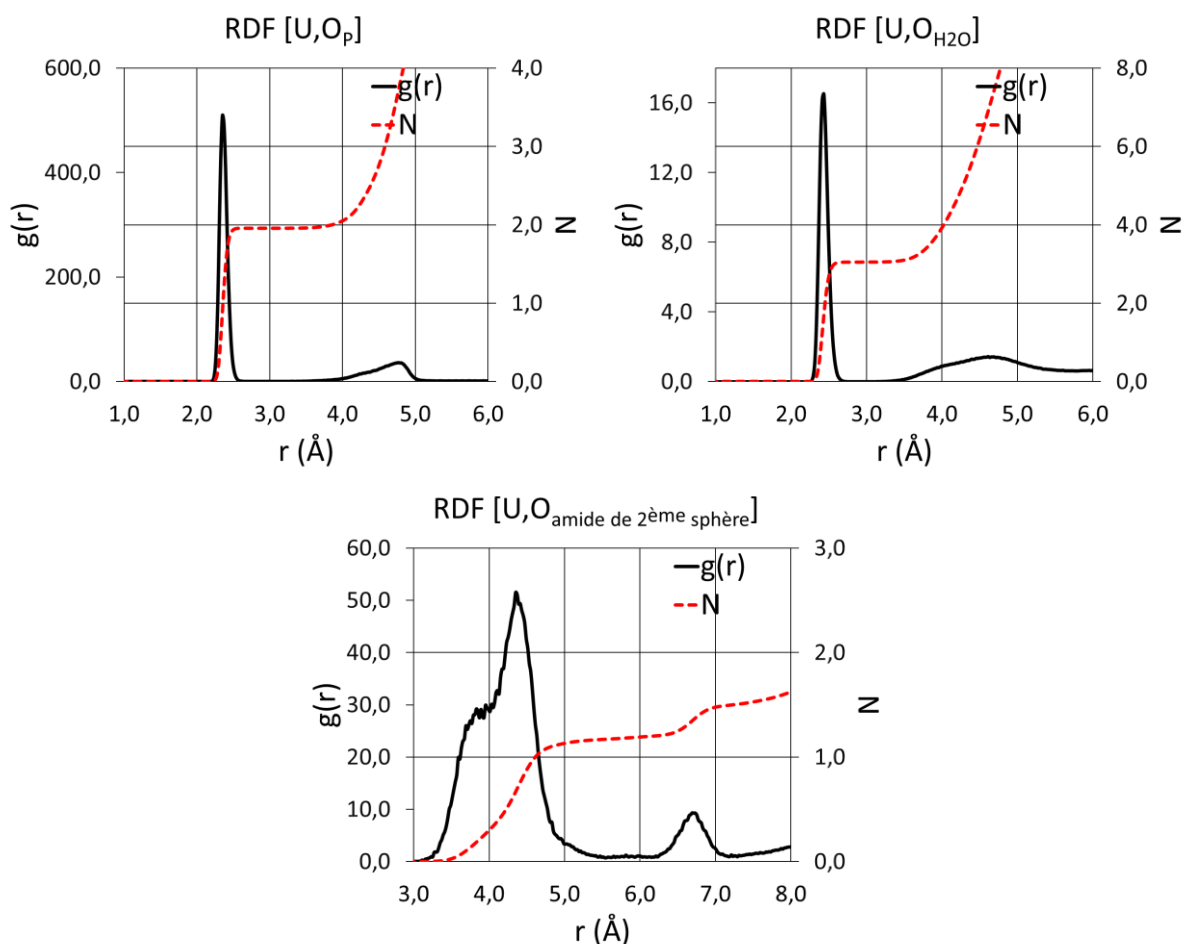 RDF [U,O_P]
600,0
400,0
200,0
0,0
g(r)
4,0
3,0
2,0
1,0
0,0
N
g(r)
N
1,0 2,0 3,0 4,0 5,0 6,0
r (Å)
RDF [U,O_H2O]
16,0
12,0
8,0
4,0
0,0
g(r)
8,0
6,0
4,0
2,0
0,0
N
g(r)
N
1,0 2,0 3,0 4,0 5,0 6,0
r (Å)
RDF [U,O_amide de 2ème sphère]
60,0
50,0
40,0
30,0
20,0
10,0
0,0
g(r)
3,0
2,0
1,0
0,0
N
g(r)
N
3,0 4,0 5,0 6,0 7,0 8,0
r (Å)